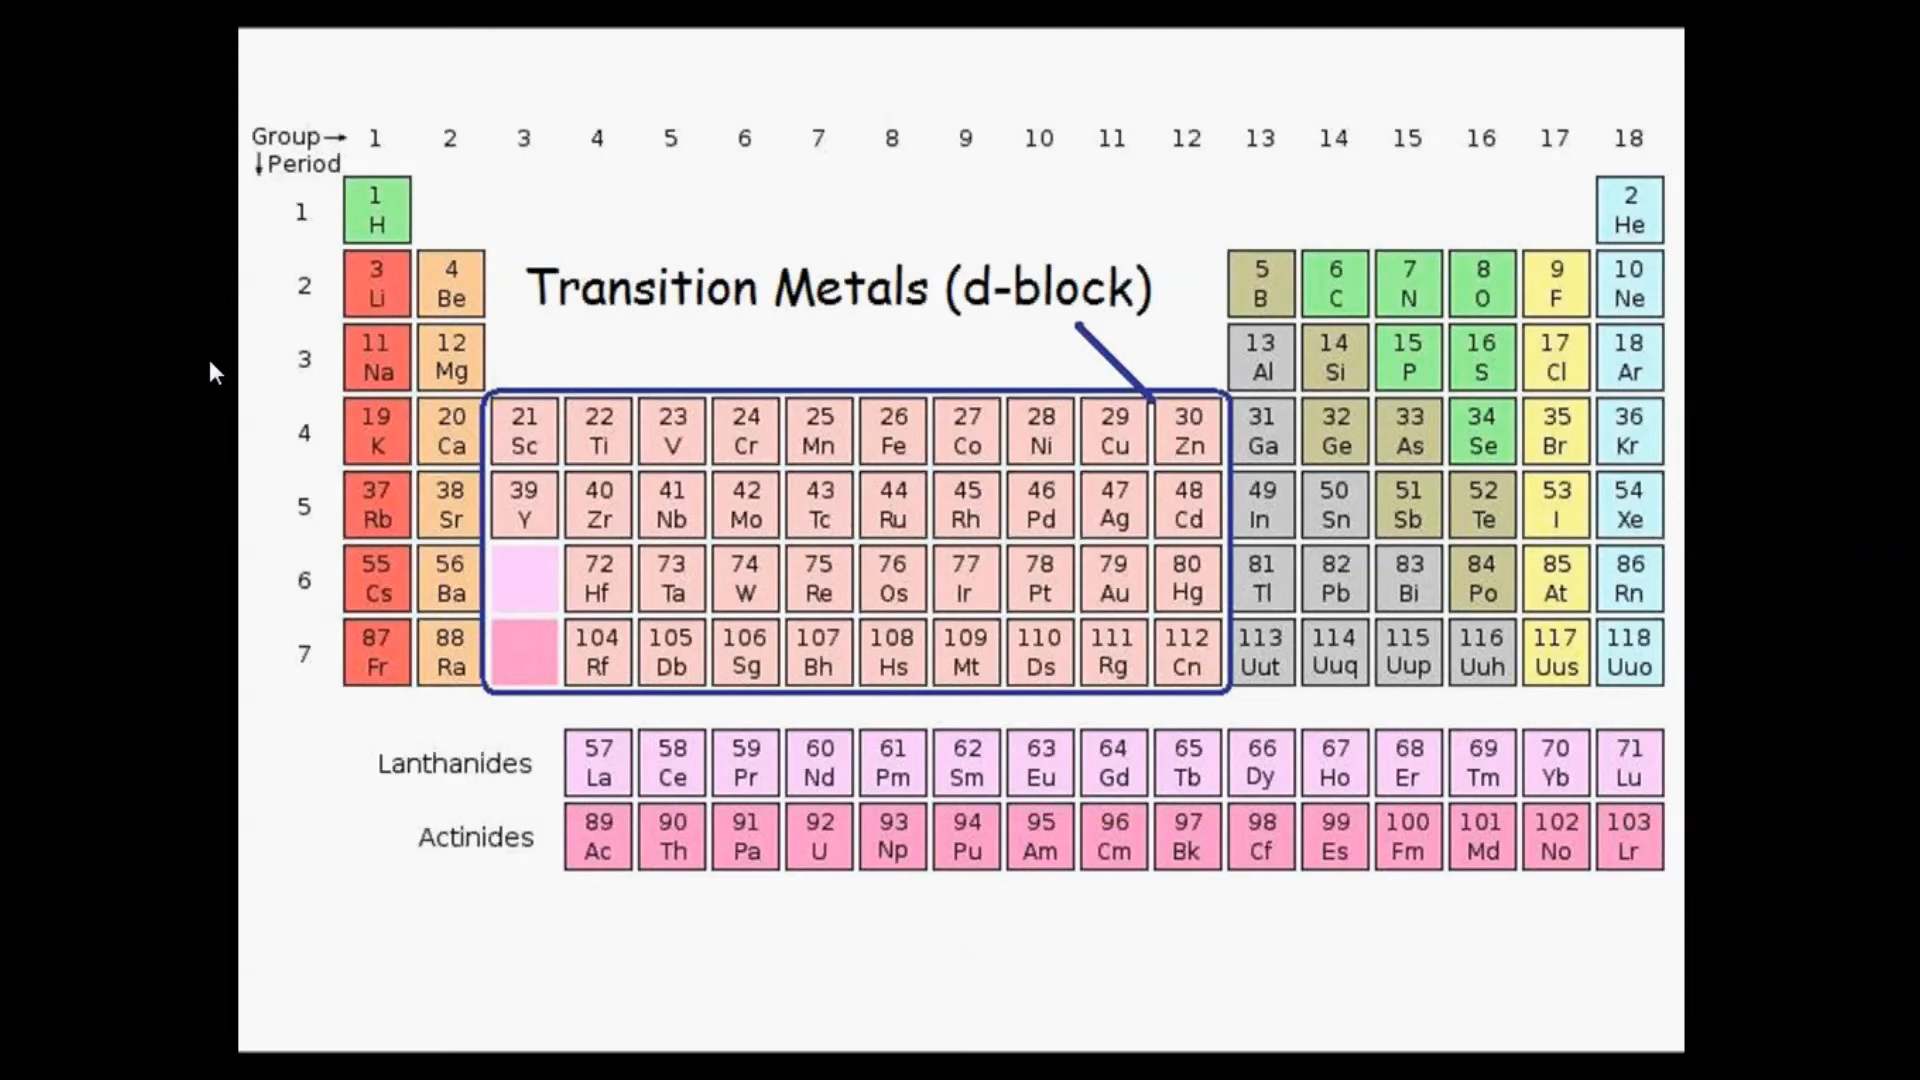 Group→ 1 2 3 4 5 6 7 8 9 10 11 12 13 14 15 16 17 18
↓Period
1 2
1 H He
3 4 5 6 7 8 9 10
2 Li Be B C N O F Ne
Transition Metals (d-block)
11 12 13 14 15 16 17 18
3 Na Mg Al Si P S Cl Ar
19 20 21 22 23 24 25 26 27 28 29 30 31 32 33 34 35 36
4 K Ca Sc Ti V Cr Mn Fe Co Ni Cu Zn Ga Ge As Se Br Kr
37 38 39 40 41 42 43 44 45 46 47 48 49 50 51 52 53 54
5 Rb Sr Y Zr Nb Mo Tc Ru Rh Pd Ag Cd In Sn Sb Te I Xe
55 56 72 73 74 75 76 77 78 79 80 81 82 83 84 85 86
6 Cs Ba Hf Ta W Re Os Ir Pt Au Hg Tl Pb Bi Po At Rn
87 88 104 105 106 107 108 109 110 111 112 113 114 115 116 117 118
7 Fr Ra Rf Db Sg Bh Hs Mt Ds Rg Cn Uut Uuq Uup Uuh Uus Uuo
57 58 59 60 61 62 63 64 65 66 67 68 69 70 71
Lanthanides La Ce Pr Nd Pm Sm Eu Gd Tb Dy Ho Er Tm Yb Lu
89 90 91 92 93 94 95 96 97 98 99 100 101 102 103
Actinides Ac Th Pa U Np Pu Am Cm Bk Cf Es Fm Md No Lr